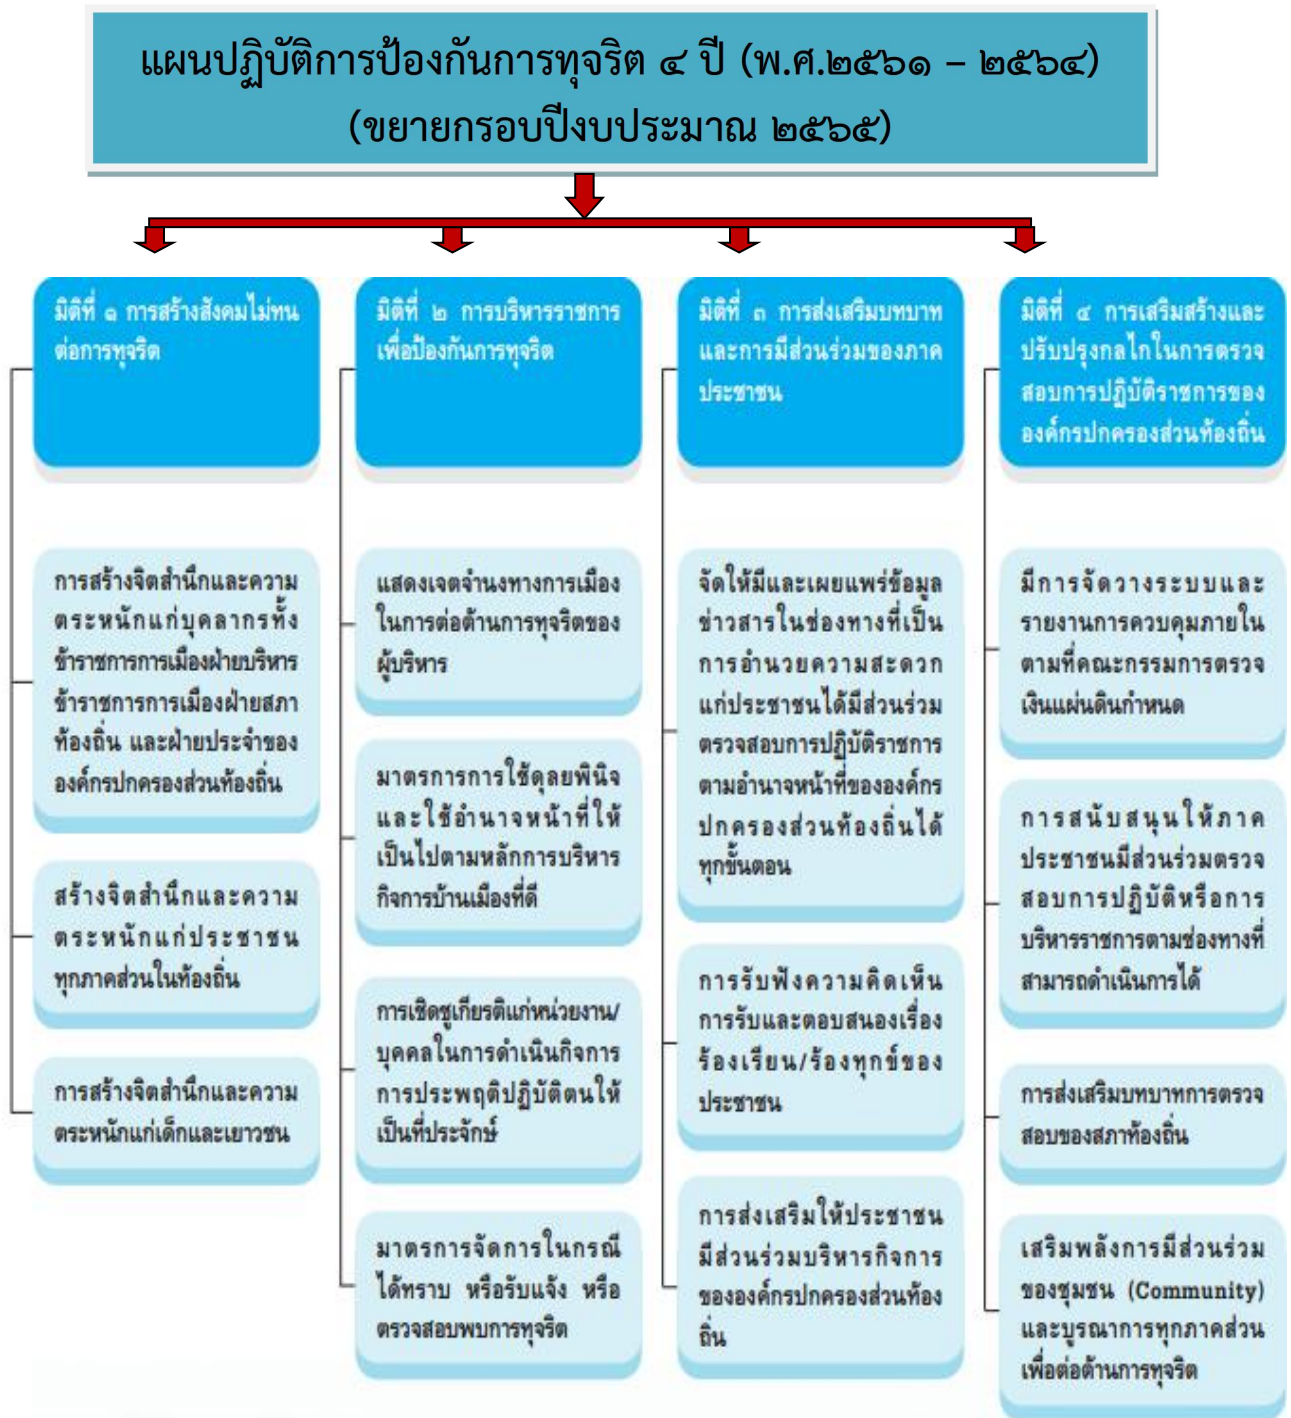 แผนปฏิบัติการป้องกันการทุจริต ๔ ปี (พ.ศ.๒๕๖๑ – ๒๕๖๔)
(ขยายกรอบปีงบประมาณ ๒๕๖๕)
มิติที่ ๑ การสร้างสังคมไม่ทน
ต่อการทุจริต
การสร้างจิตสำนึกและความ
ตระหนักแก่บุคลากรทั้ง
ข้าราชการการเมืองฝ่ายบริหาร
ข้าราชการการเมืองฝ่ายสภา
ท้องถิ่น และฝ่ายประจำของ
องค์กรปกครองส่วนท้องถิ่น
สร้างจิตสำนึกและความ
ตระหนักแก่ประชาชน
ทุกภาคส่วนในท้องถิ่น
การสร้างจิตสำนึกและความ
ตระหนักแก่เด็กและเยาวชน
มิติที่ ๒ การบริหารราชการ
เพื่อป้องกันการทุจริต
แสดงเจตจำนงทางการเมือง
ในการต่อต้านการทุจริตของ
ผู้บริหาร
มาตรการการใช้ดุลยพินิจ
และใช้อำนาจหน้าที่ให้
เป็นไปตามหลักการบริหาร
กิจการบ้านเมืองที่ดี
การเชิดชูเกียรติแก่หน่วยงาน/
บุคคลในการดำเนินกิจการ
การประพฤติปฏิบัติตนให้
เป็นที่ประจักษ์
มาตรการจัดการในกรณี
ได้ทราบ หรือรับแจ้ง หรือ
ตรวจสอบพบการทุจริต
มิติที่ ๓ การส่งเสริมบทบาท
และการมีส่วนร่วมของภาค
ประชาชน
จัดให้มีและเผยแพร่ข้อมูล
ข่าวสารในช่องทางที่เป็น
การอำนวยความสะดวก
แก่ประชาชนได้มีส่วนร่วม
ตรวจสอบการปฏิบัติราชการ
ตามอำนาจหน้าที่ขององค์กร
ปกครองส่วนท้องถิ่นได้
ทุกขั้นตอน
การรับฟังความคิดเห็น
การรับและตอบสนองเรื่อง
ร้องเรียน/ร้องทุกข์ของ
ประชาชน
การส่งเสริมให้ประชาชน
มีส่วนร่วมบริหารกิจการ
ขององค์กรปกครองส่วนท้อง
ถิ่น
มิติที่ ๔ การเสริมสร้างและ
ปรับปรุงกลไกในการตรวจ
สอบการปฏิบัติราชการของ
องค์กรปกครองส่วนท้องถิ่น
มีการจัดวางระบบและ
รายงานการควบคุมภายใน
ตามที่คณะกรรมการตรวจ
เงินแผ่นดินกำหนด
การสนับสนุนให้ภาค
ประชาชนมีส่วนร่วมตรวจ
สอบการปฏิบัติหรือการ
บริหารราชการตามช่องทางที่
สามารถดำเนินการได้
การส่งเสริมบทบาทการตรวจ
สอบของสภาท้องถิ่น
เสริมพลังการมีส่วนร่วม
ของชุมชน (Community)
และบูรณาการทุกภาคส่วน
เพื่อต่อต้านการทุจริต